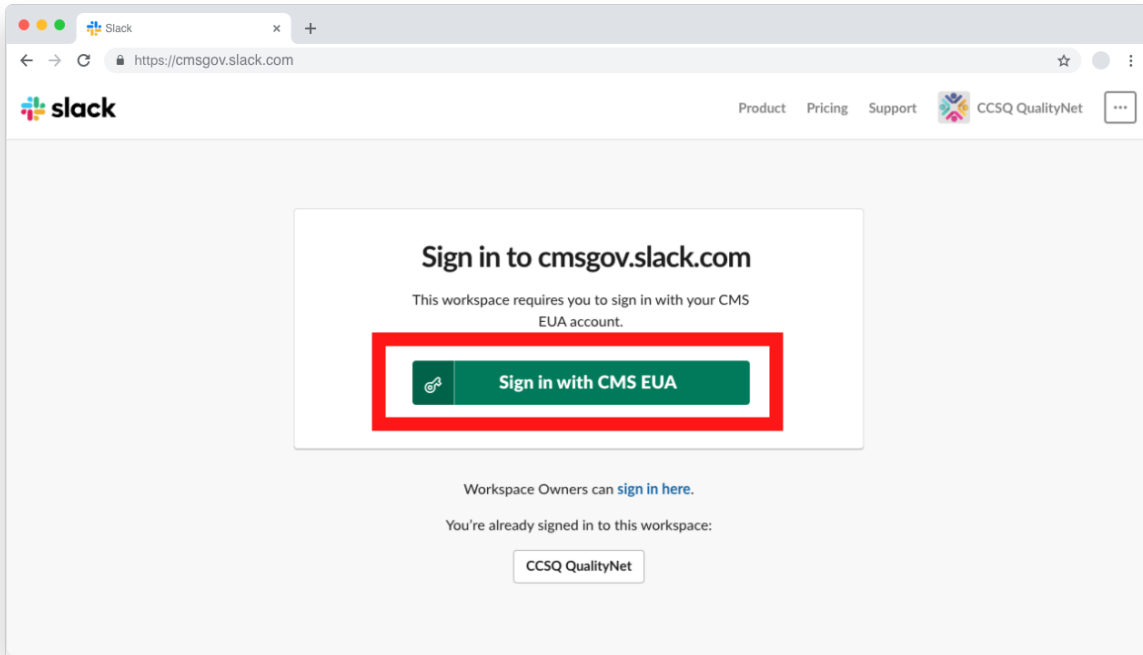 Slack
https://cmsgov.slack.com
slack
Product Pricing Support CCSQ QualityNet
Sign in to cmsgov.slack.com
This workspace requires you to sign in with your CMS
EUA account.
Sign in with CMS EUA
Workspace Owners can sign in here.
You're already signed in to this workspace:
CCSQ QualityNet